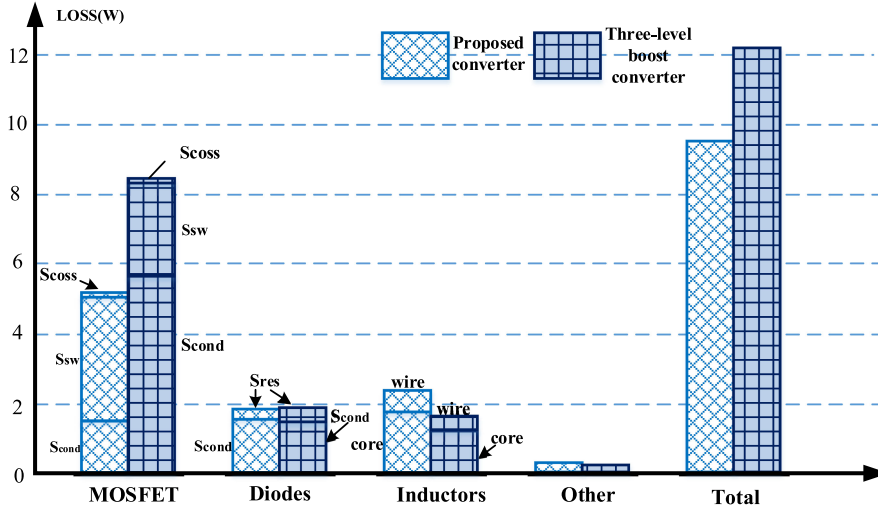 LOSS(W)
12
10
8
6
4
2
0
Proposed
converter
Three-level
boost
converter
Scoss
Ssw
Scond
Scoss
Ssw
Scond
Sres
Scond
Scond
wire
core
wire
core
MOSFET
Diodes
Inductors
Other
Total